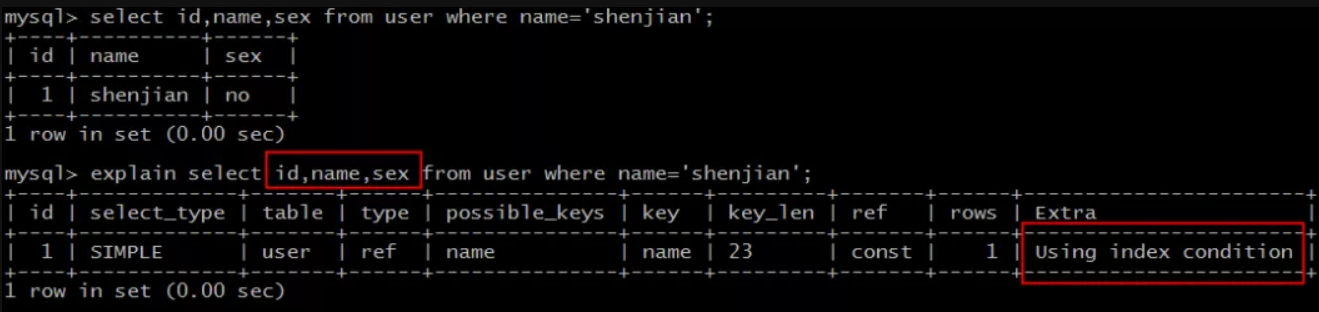 mysql> select id,name,sex from user where name='shenjian';
+----+----------+------+
| id | name     | sex  |
+----+----------+------+
|  1 | shenjian | no   |
+----+----------+------+
1 row in set (0.00 sec)
mysql> explain select id,name,sex from user where name='shenjian';
+----+-------------+-------+------+---------------+------+---------+-------+------+-----------------------+
| id | select_type | table | type | possible_keys | key  | key_len | ref   | rows | Extra                 |
+----+-------------+-------+------+---------------+------+---------+-------+------+-----------------------+
|  1 | SIMPLE      | user  | ref  | name          | name | 23      | const |    1 | Using index condition |
+----+-------------+-------+------+---------------+------+---------+-------+------+-----------------------+
1 row in set (0.00 sec)